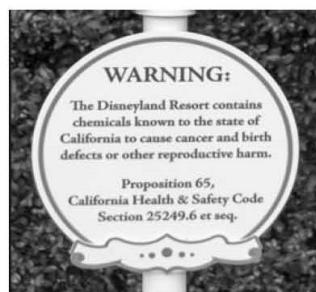 WARNING:
The Disneyland Resort contains
chemicals known to the state of
California to cause cancer and birth
defects or other reproductive harm.
Proposition 65,
California Health & Safety Code
Section 25249.6 et seq.